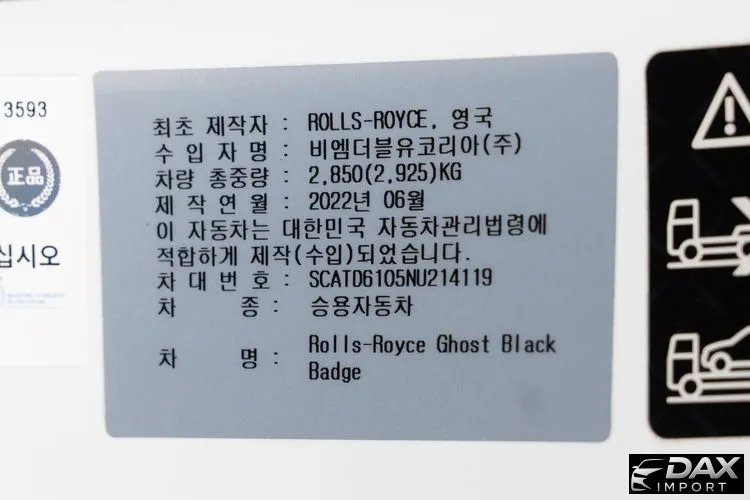 3593
正品
십시오
최초 제작자 : ROLLS-ROYCE, 영국
수 입 자 명 : 비엠더블유코리아(주)
차량 총중량 : 2,850(2,925)KG
제 작 연 월 : 2022년 06월
이 자동차는 대한민국 자동차관리법령에
적합하게 제작(수입)되었습니다.
차 대 번 호 : SCATD6105NU214119
차 종 : 승용자동차
차 명 : Rolls-Royce Ghost Black
Badge
DAX
IMPORT